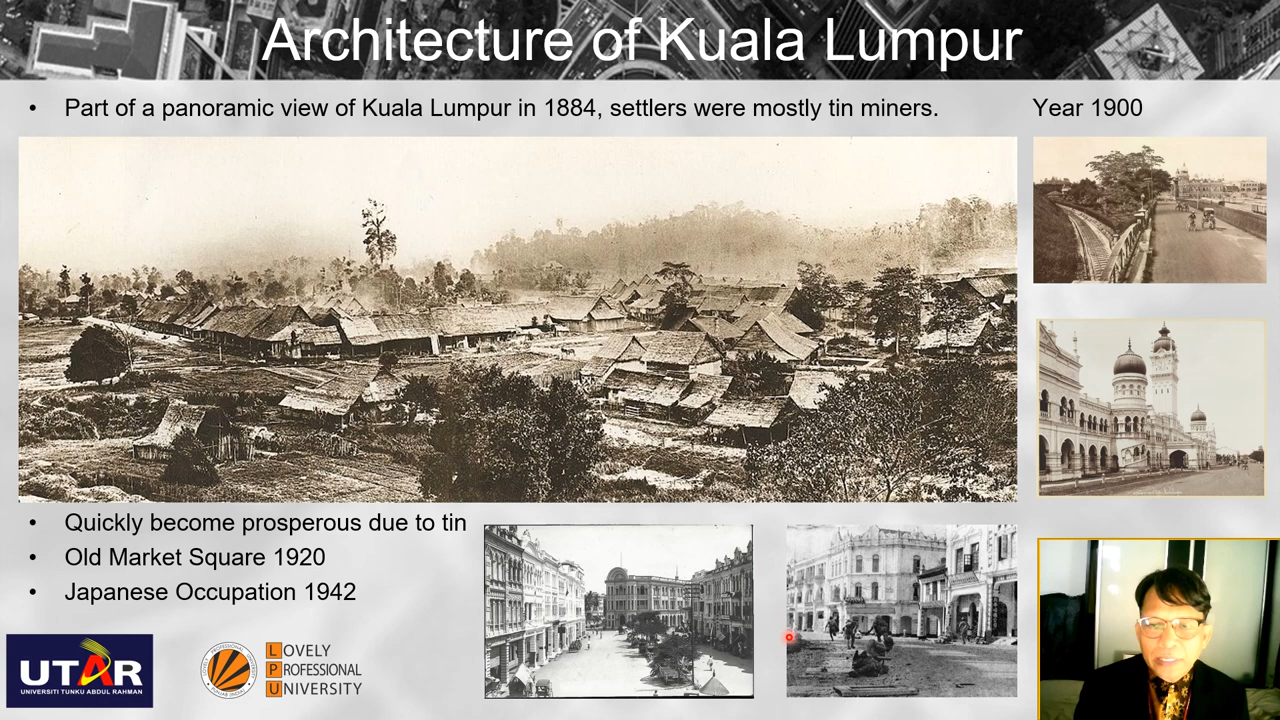 Architecture of Kuala Lumpur
• Part of a panoramic view of Kuala Lumpur in 1884, settlers were mostly tin miners.
Year 1900
• Quickly become prosperous due to tin
• Old Market Square 1920
• Japanese Occupation 1942
UTAR
UNIVERSITI TUNKU ABDUL RAHMAN
LOVELY
PROFESSIONAL
UNIVERSITY